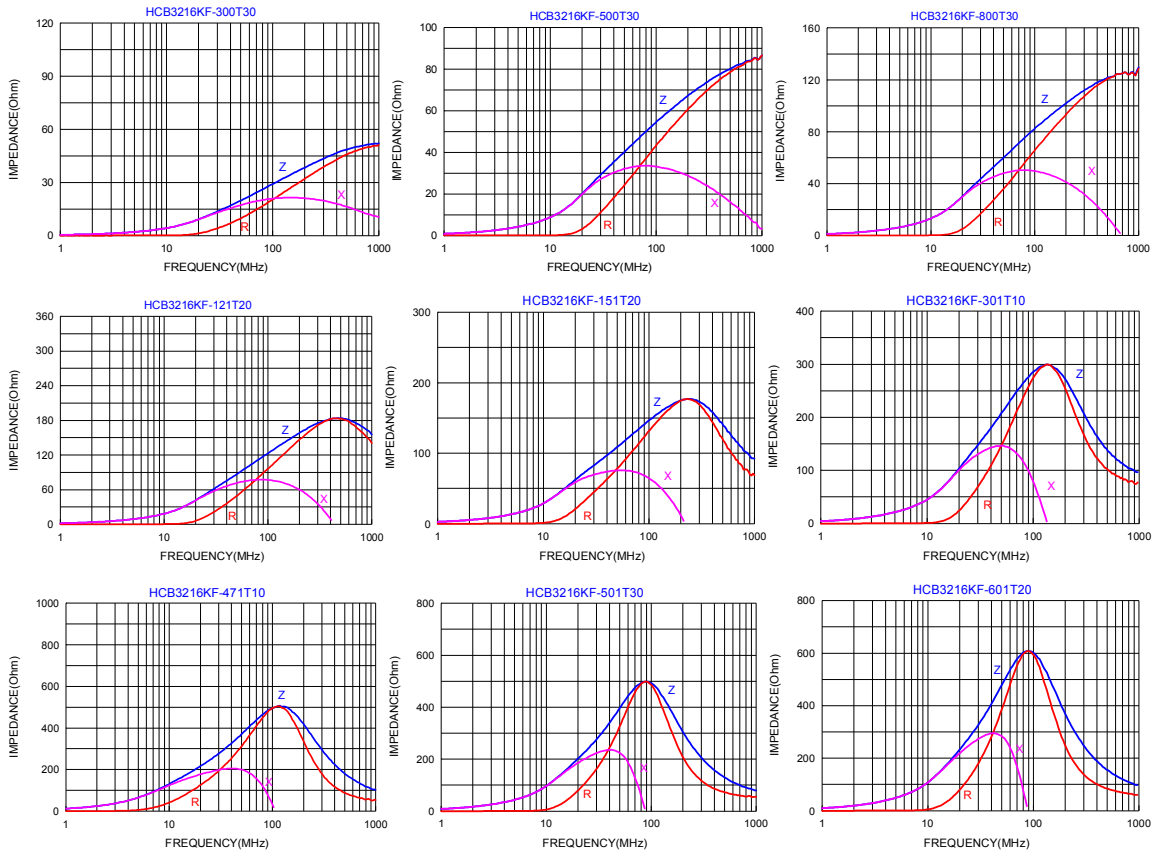 HCB3216KF-300T30
IMPEDANCE(Ohm)
120
90
60
30
0
Z
X
R
1
10
100
1000
FREQUENCY(MHz)
HCB3216KF-500T30
IMPEDANCE(Ohm)
100
80
60
40
20
0
Z
X
R
1
10
100
1000
FREQUENCY(MHz)
HCB3216KF-800T30
IMPEDANCE(Ohm)
160
120
80
40
0
Z
X
R
1
10
100
1000
FREQUENCY(MHz)
HCB3216KF-121T20
IMPEDANCE(Ohm)
360
300
240
180
120
60
0
Z
X
R
1
10
100
1000
FREQUENCY(MHz)
HCB3216KF-151T20
IMPEDANCE(Ohm)
300
200
100
0
Z
X
R
1
10
100
1000
FREQUENCY(MHz)
HCB3216KF-301T10
IMPEDANCE(Ohm)
400
300
200
100
0
Z
X
R
1
10
100
1000
FREQUENCY(MHz)
HCB3216KF-471T10
IMPEDANCE(Ohm)
1000
800
600
400
200
0
Z
X
R
1
10
100
1000
FREQUENCY(MHz)
HCB3216KF-501T30
IMPEDANCE(Ohm)
800
600
400
200
0
Z
X
R
1
10
100
1000
FREQUENCY(MHz)
HCB3216KF-601T20
IMPEDANCE(Ohm)
800
600
400
200
0
Z
X
R
1
10
100
1000
FREQUENCY(MHz)